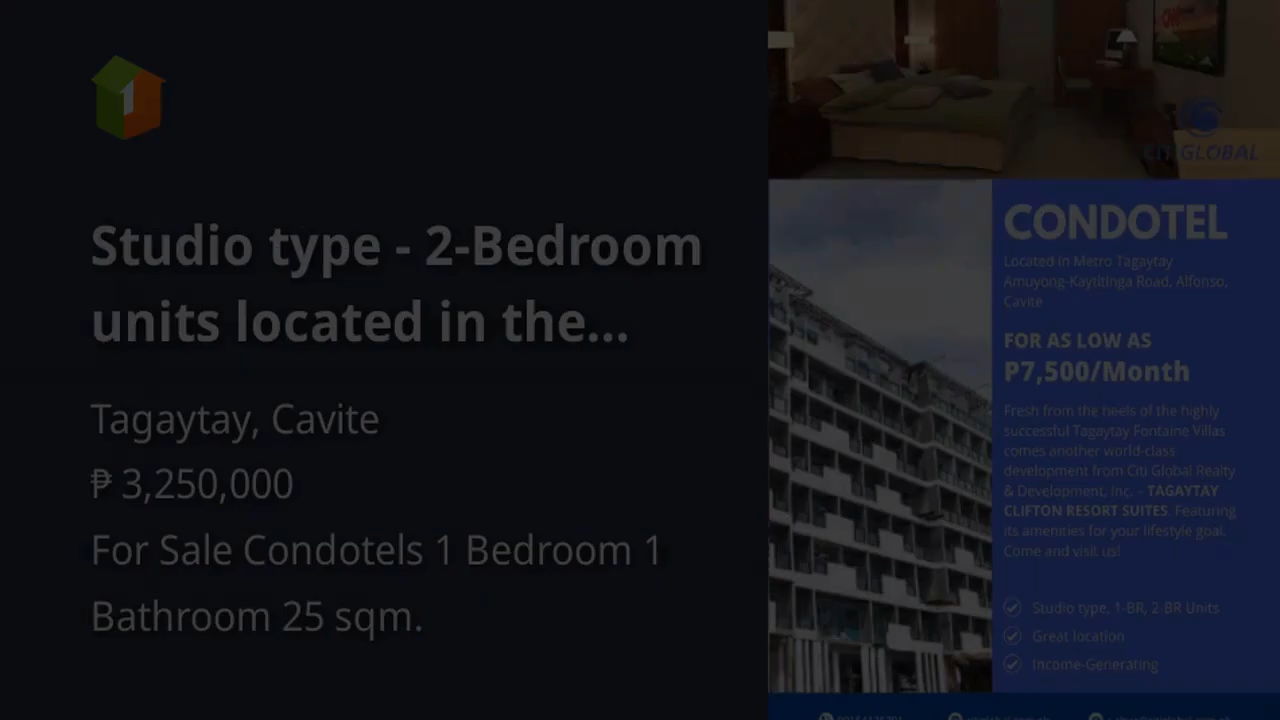 Studio type - 2-Bedroom
units located in the...
Tagaytay, Cavite
₱ 3,250,000
For Sale Condotels 1 Bedroom 1
Bathroom 25 sqm.
CITI GLOBAL
CONDOTEL
Located in Metro Tagaytay
Amuyong-Kaytitinga Road, Alfonso,
Cavite
FOR AS LOW AS
P7,500/Month
Fresh from the heels of the highly
successful Tagaytay Fontaine Villas
comes another world-class
development from Citi Global Realty
& Development, Inc. - TAGAYTAY
CLIFTON RESORT SUITES. Featuring
its amenities for your lifestyle goal.
Come and visit us!
Studio type, 1-BR, 2-BR Units
Great location
Income-Generating